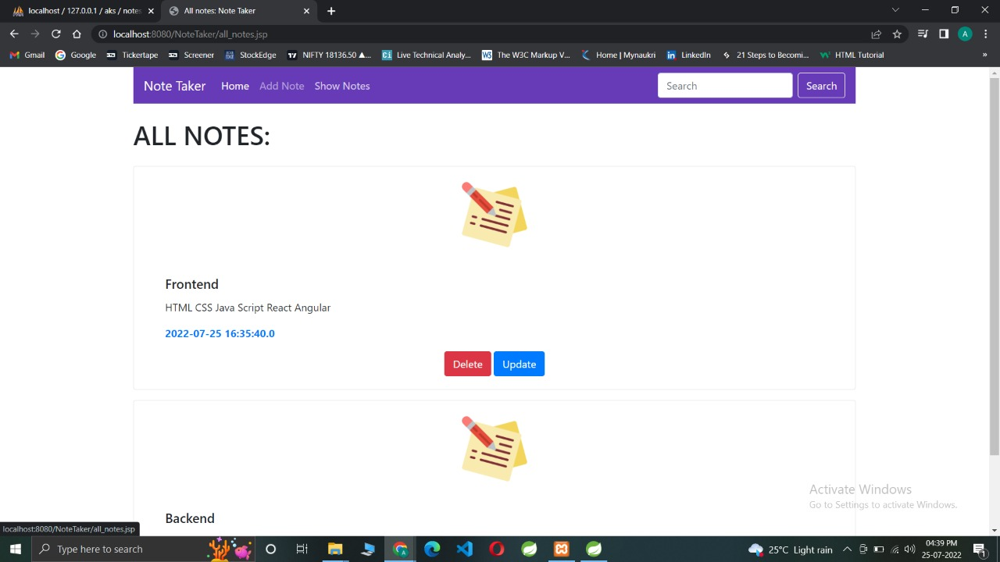 localhost / 127.0.0.1 / aks / notes
All notes: Note Taker
localhost:8080/NoteTaker/all_notes.jsp
A
Gmail
Google
Tickertape
Screener
StockEdge
NIFTY 18136.50 ▲...
Live Technical Analy...
The W3C Markup V...
Home | Mynaukri
LinkedIn
21 Steps to Becomi...
HTML Tutorial
»
Note Taker
Home
Add Note
Show Notes
Search
Search
ALL NOTES:
Frontend
HTML CSS Java Script React Angular
2022-07-25 16:35:40.0
Delete
Update
Backend
Activate Windows
Go to Settings to activate Windows.
localhost:8080/NoteTaker/all_notes.jsp
Type here to search
25°C Light rain
04:39 PM
25-07-2022
1